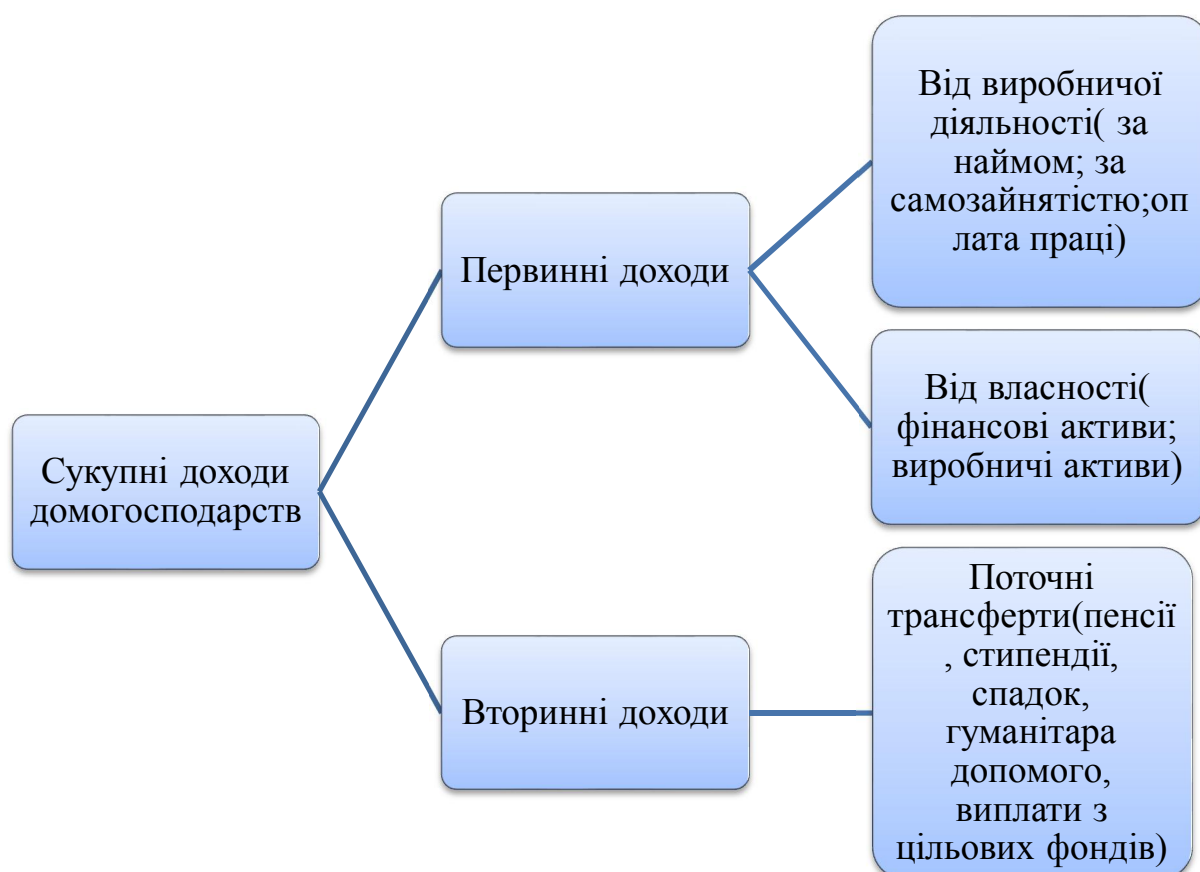 Сукупні доходи
домогосподарств
Первинні доходи
Від виробничої
діяльності( за
наймом; за
самозайнятістю;оп
лата праці)
Від власності(
фінансові активи;
виробничі активи)
Вторинні доходи
Поточні
трансферти(пенсії
, стипендії,
спадок,
гуманітара
допомого,
виплати з
цільових фондів)